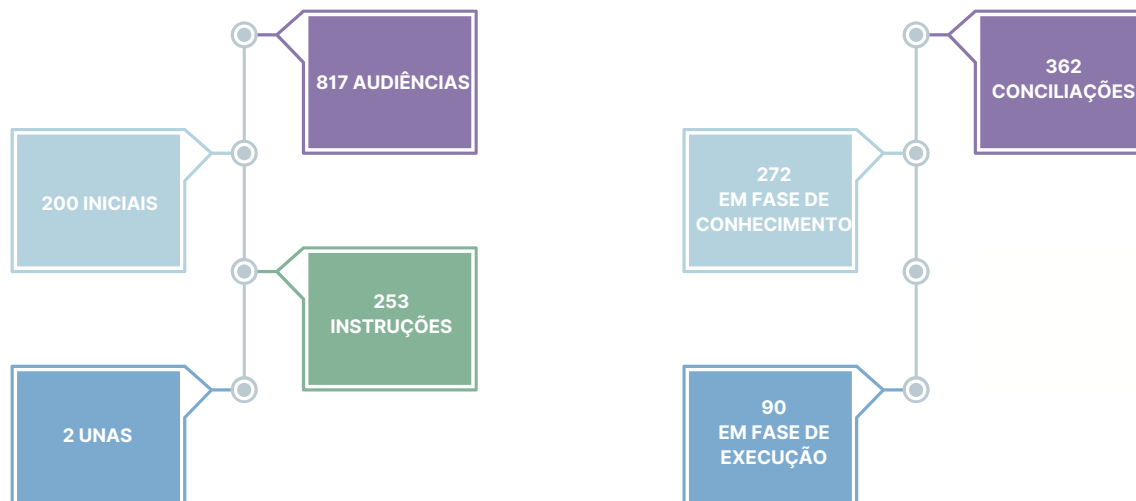 817 AUDIÊNCIAS
200 INICIAIS
253
INSTRUÇÕES
2 UNAS
362
CONCILIAÇÕES
272
EM FASE DE
CONHECIMENTO
90
EM FASE DE
EXECUÇÃO